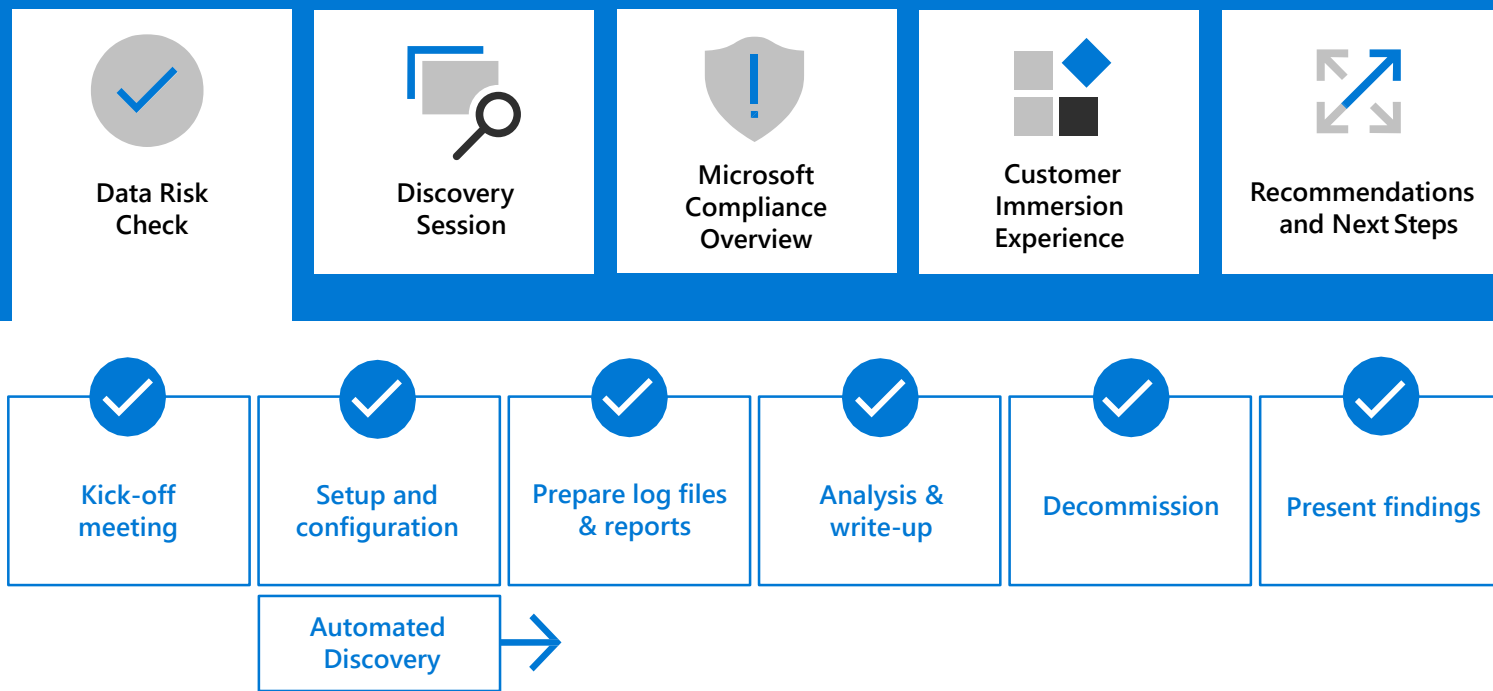 Data Risk
Check
Discovery
Session
Microsoft
Compliance
Overview
Customer
Immersion
Experience
Recommendations
and Next Steps
Kick-off
meeting
Setup and
configuration
Prepare log files
& reports
Analysis &
write-up
Decommission
Present findings
Automated
Discovery